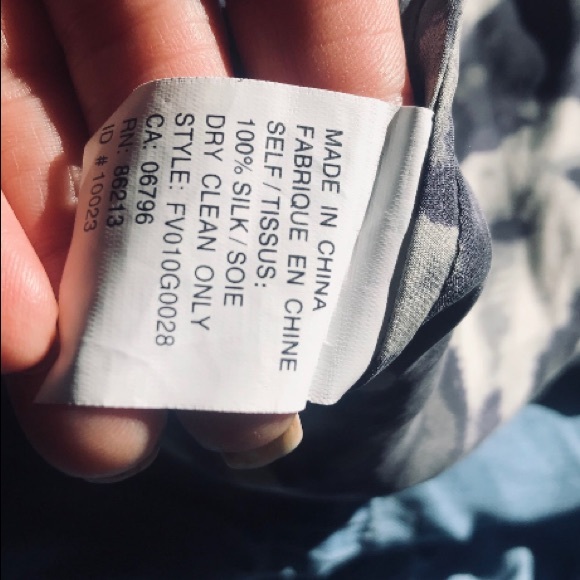 MADE IN CHINA
FABRIQUE EN CHINE
SELF/TISSUS:
100% SILK/SOIE
DRY CLEAN ONLY
STYLE: FV010G0028
CA: 06796
RN: 86213
ID # 10023